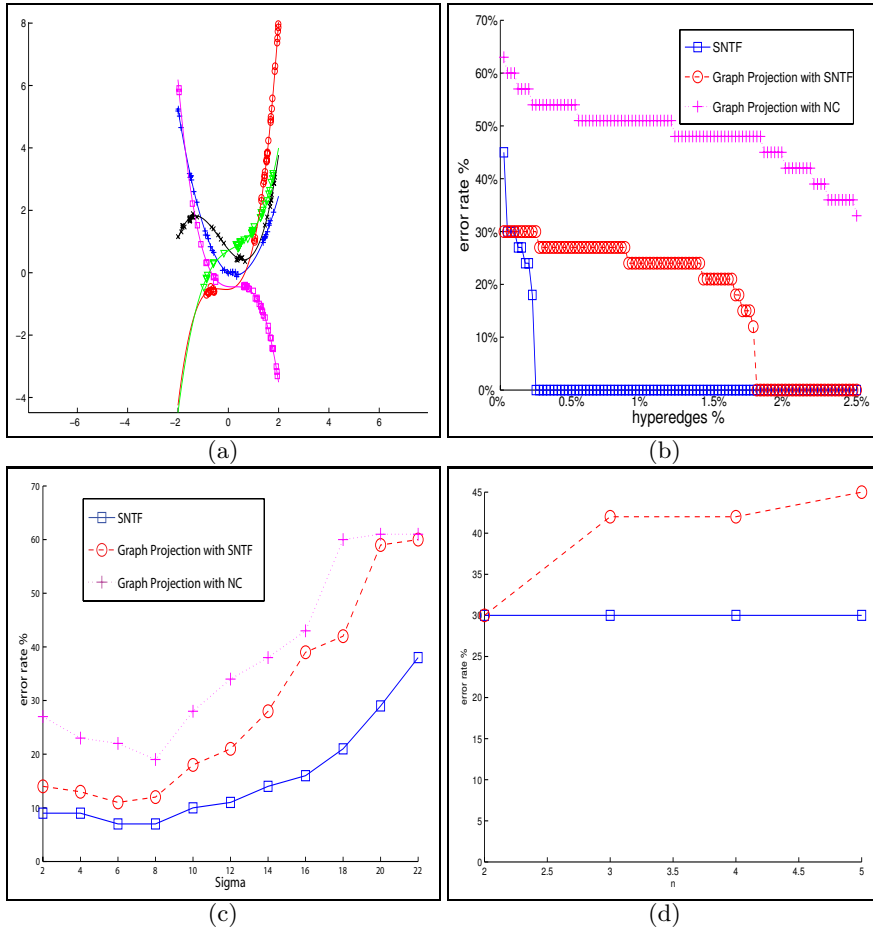 8
6
4
2
0
-2
-4
-6 -4 -2 0 2 4 6
(a)
70%
60%
50%
40%
30%
20%
10%
0%
0% 0.5% 1% 1.5% 2% 2.5%
error rate %
hyperedges %
SNTF
Graph Projection with SNTF
Graph Projection with NC
(b)
70
60
50
40
30
20
10
0
2 4 6 8 10 12 14 16 18 20 22
error rate %
Sigma
SNTF
Graph Projection with SNTF
Graph Projection with NC
(c)
45
40
35
30
25
20
15
10
5
0
2 2.5 3 3.5 4 4.5 5
error rate %
n
(d)